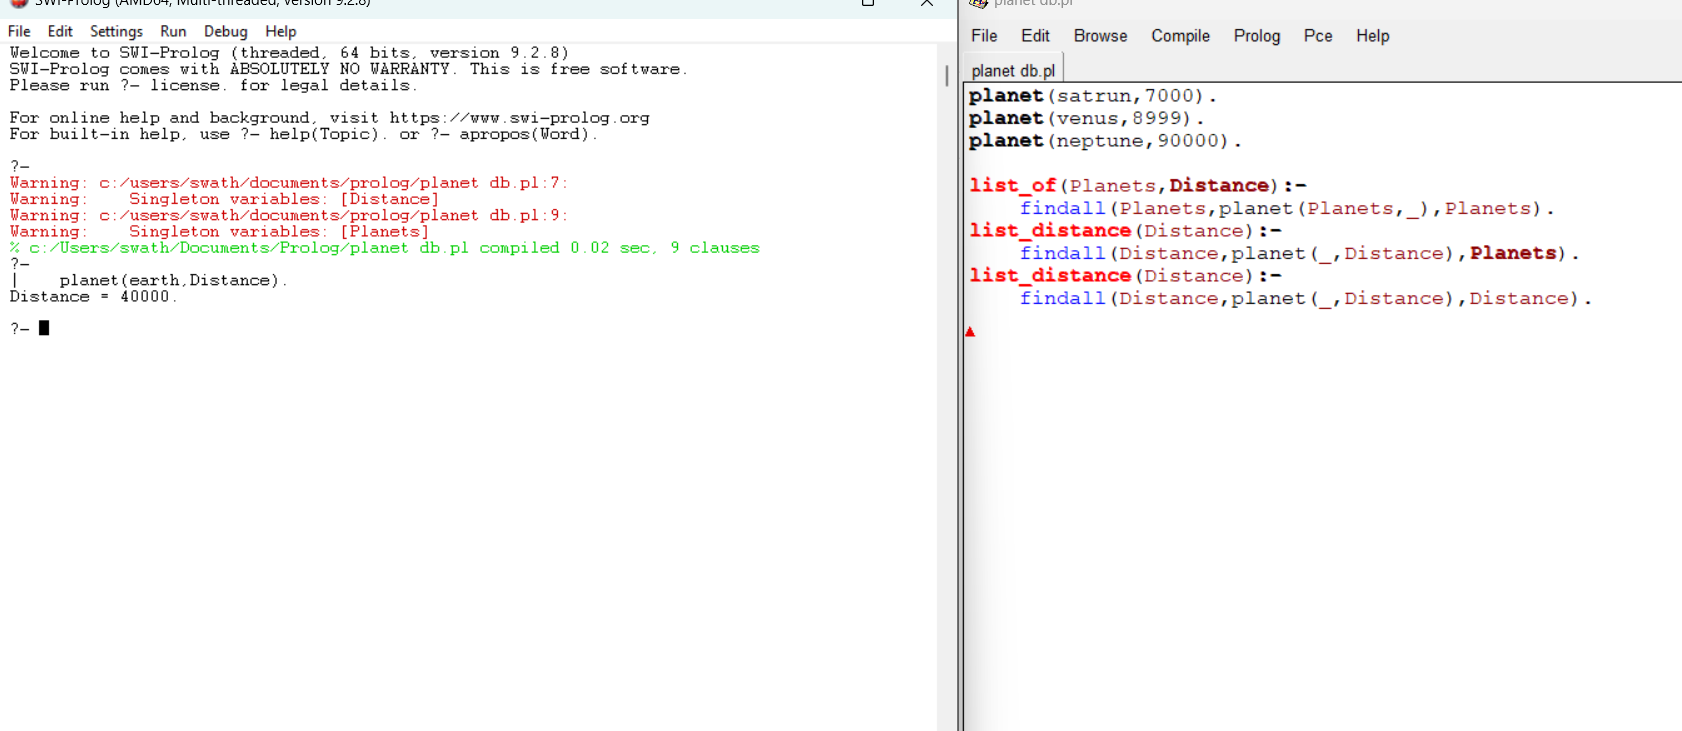 SWI-Prolog (AMD64, Multi-threaded, version 9.2.8)
File Edit Settings Run Debug Help
Welcome to SWI-Prolog (threaded, 64 bits, version 9.2.8)
SWI-Prolog comes with ABSOLUTELY NO WARRANTY. This is free software.
Please run ?- license. for legal details.
For online help and background, visit https://www.swi-prolog.org
For built-in help, use ?- help(Topic). or ?- apropos(Word).
?-
Warning: c:/users/swath/documents/prolog/planet db.pl:7:
Warning:    Singleton variables: [Distance]
Warning: c:/users/swath/documents/prolog/planet db.pl:9:
Warning:    Singleton variables: [Planets]
% c:/Users/swath/Documents/Prolog/planet db.pl compiled 0.02 sec, 9 clauses
?-
|    planet(earth,Distance).
Distance = 40000.
?-
planet db.pl
File Edit Browse Compile Prolog Pce Help
planet db.pl
planet(satrun,7000).
planet(venus,8999).
planet(neptune,90000).
list_of(Planets,Distance):-
    findall(Planets,planet(Planets,_),Planets).
list_distance(Distance):-
    findall(Distance,planet(_,Distance),Planets).
list_distance(Distance):-
    findall(Distance,planet(_,Distance),Distance).